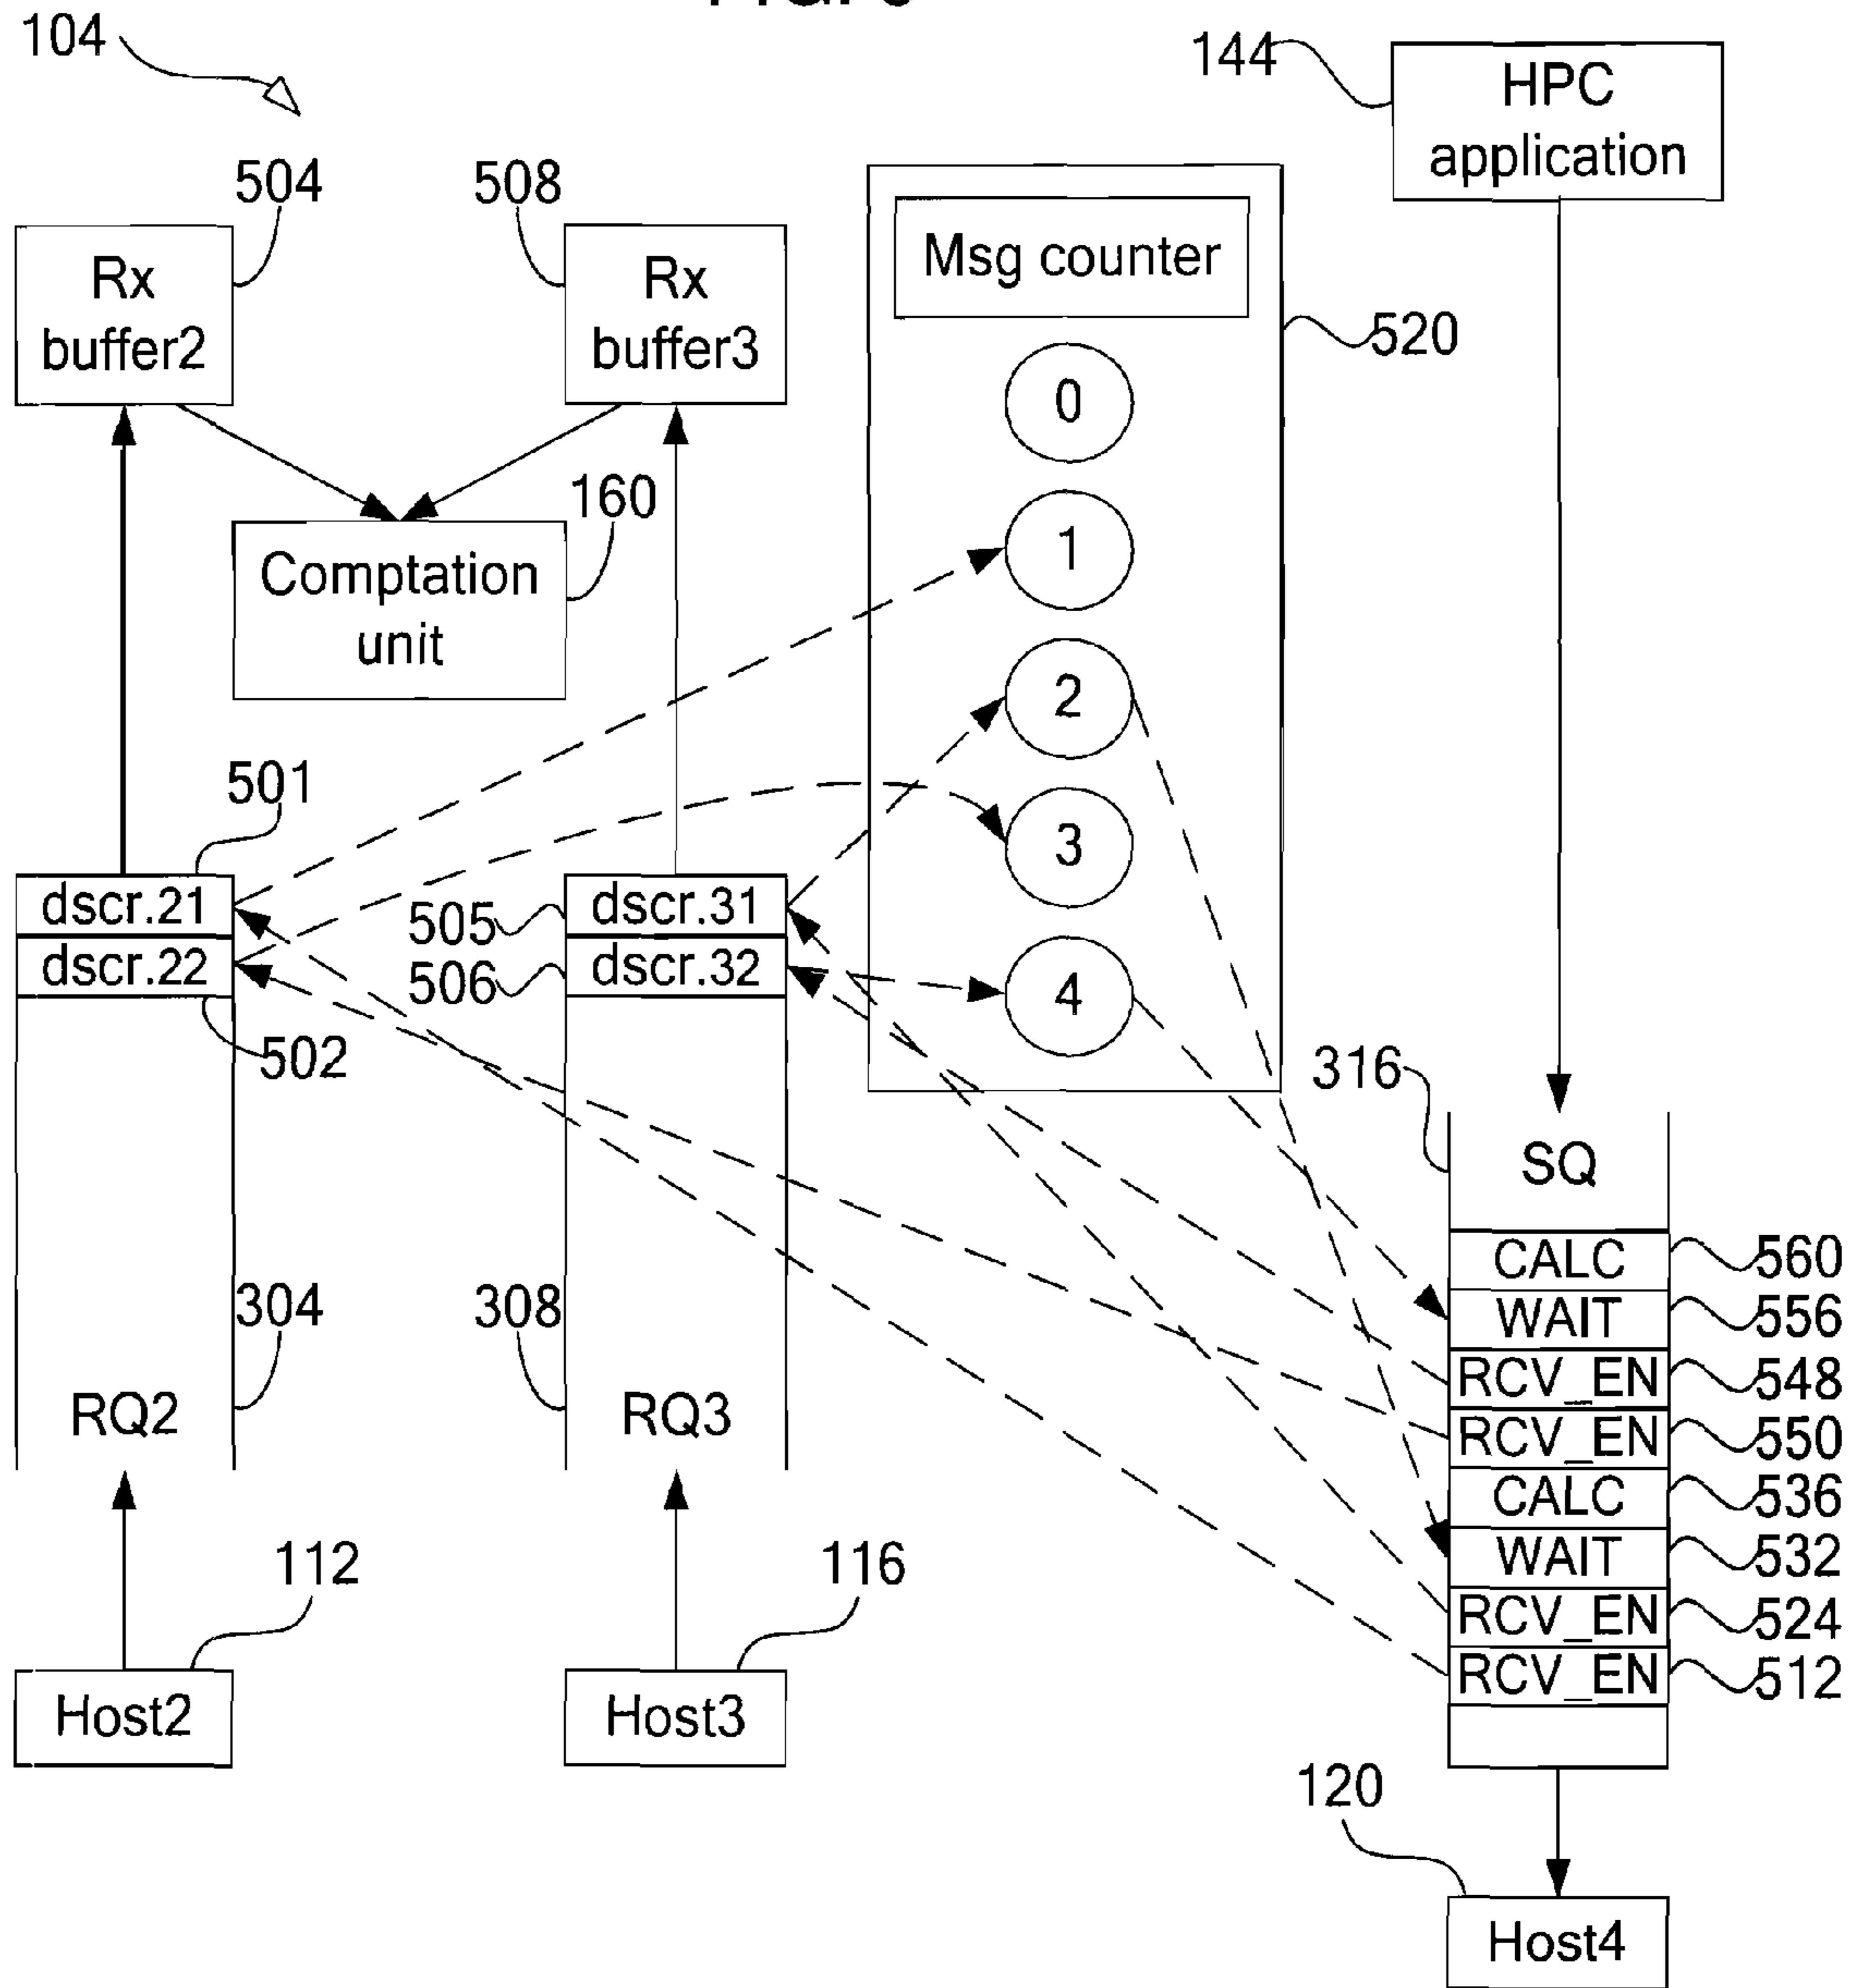 104
144
HPC
application
504
508
Rx
buffer2
Rx
buffer3
Msg counter
520
0
160
Comptation
unit
1
2
501
3
dscr.21
505
dscr.31
dscr.22
506
dscr.32
4
502
316
SQ
CALC
560
304
308
WAIT
556
RCV_EN
548
RQ2
RQ3
RCV_EN
550
CALC
536
112
116
WAIT
532
RCV_EN
524
RCV_EN
512
Host2
Host3
120
Host4